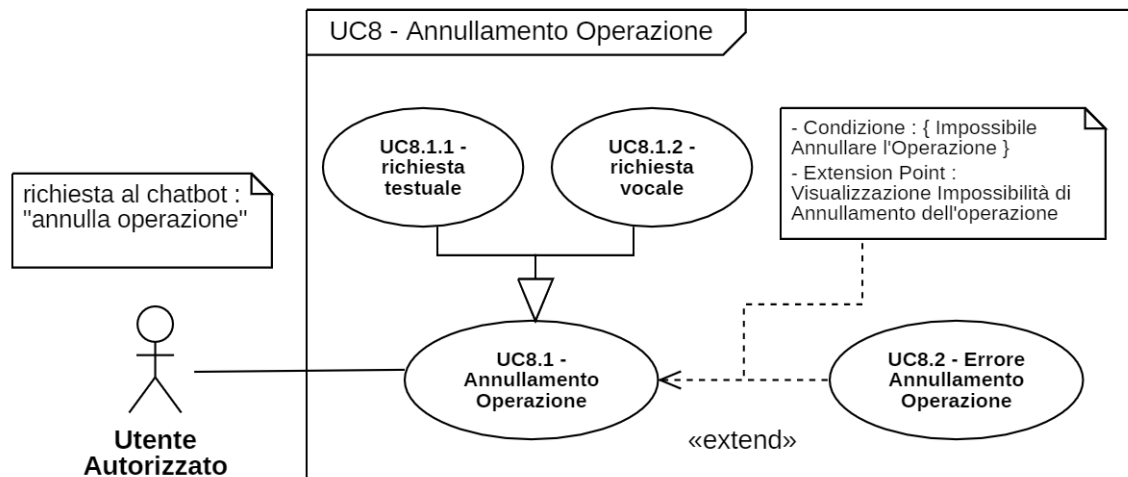 UC8 - Annullamento Operazione
UC8.1.1 -
richiesta
testuale
UC8.1.2 -
richiesta
vocale
- Condizione : { Impossibile
Annullare l'Operazione }
- Extension Point :
Visualizzazione Impossibilità di
Annullamento dell'operazione
richiesta al chatbot :
"annulla operazione"
UC8.1 -
Annullamento
Operazione
UC8.2 - Errore
Annullamento
Operazione
«extend»
Utente
Autorizzato